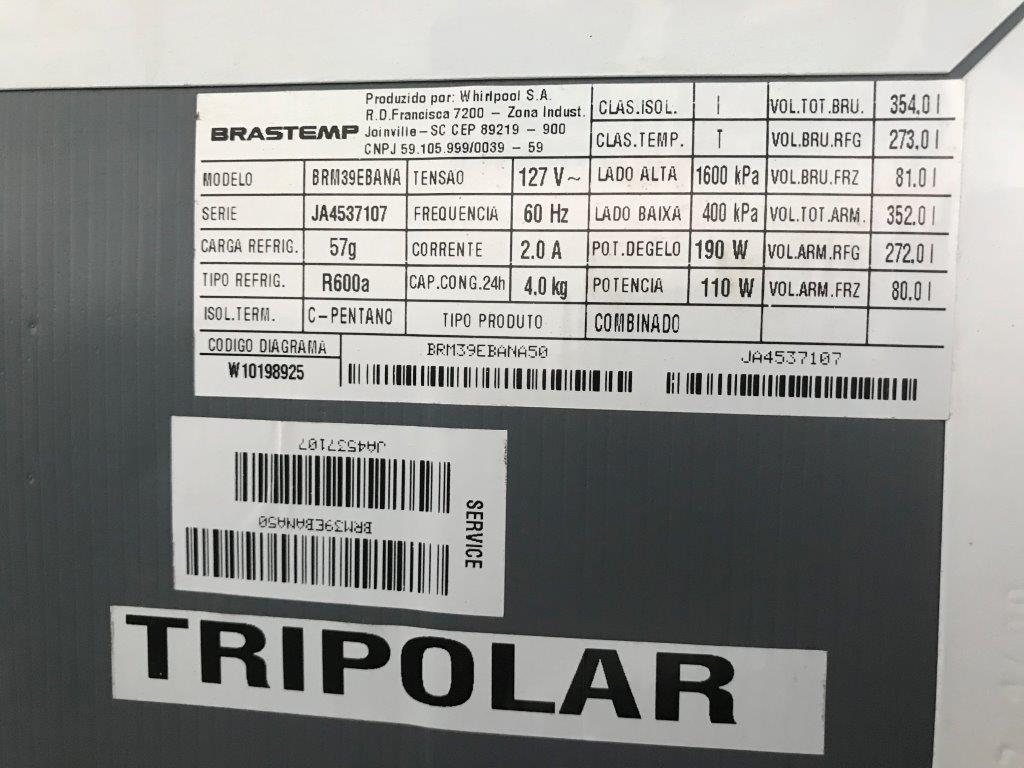 BRASTEMP
Produzido por: Whirlpool S.A.
R.D.Francisca 7200 - Zona Indust.
Joinville-SC CEP 89219 - 900
CNPJ 59.105.999/0039 - 59
CLAS.ISOL. I VOL.TOT.BRU. 354,0 l
CLAS.TEMP. T VOL.BRU.RFG 273,0 l
MODELO BRM39EBANA TENSAO 127 V~ LADO ALTA 1600 kPa VOL.BRU.FRZ 81.0 l
SERIE JA4537107 FREQUENCIA 60 Hz LADO BAIXA 400 kPa VOL.TOT.ARM. 352.0 l
CARGA REFRIG. 57g CORRENTE 2.0 A POT.DEGELO 190 W VOL.ARM.RFG 272,0 l
TIPO REFRIG. R600a CAP.CONG.24h 4.0 kg POTENCIA 110 W VOL.ARM.FRZ 80.0 l
ISOL.TERM. C-PENTANO TIPO PRODUTO COMBINADO
CODIGO DIAGRAMA BRM39EBANA50 JA4537107
W10198925
JA4537107
BRM39EBANA50
SERVICE
TRIPOLAR